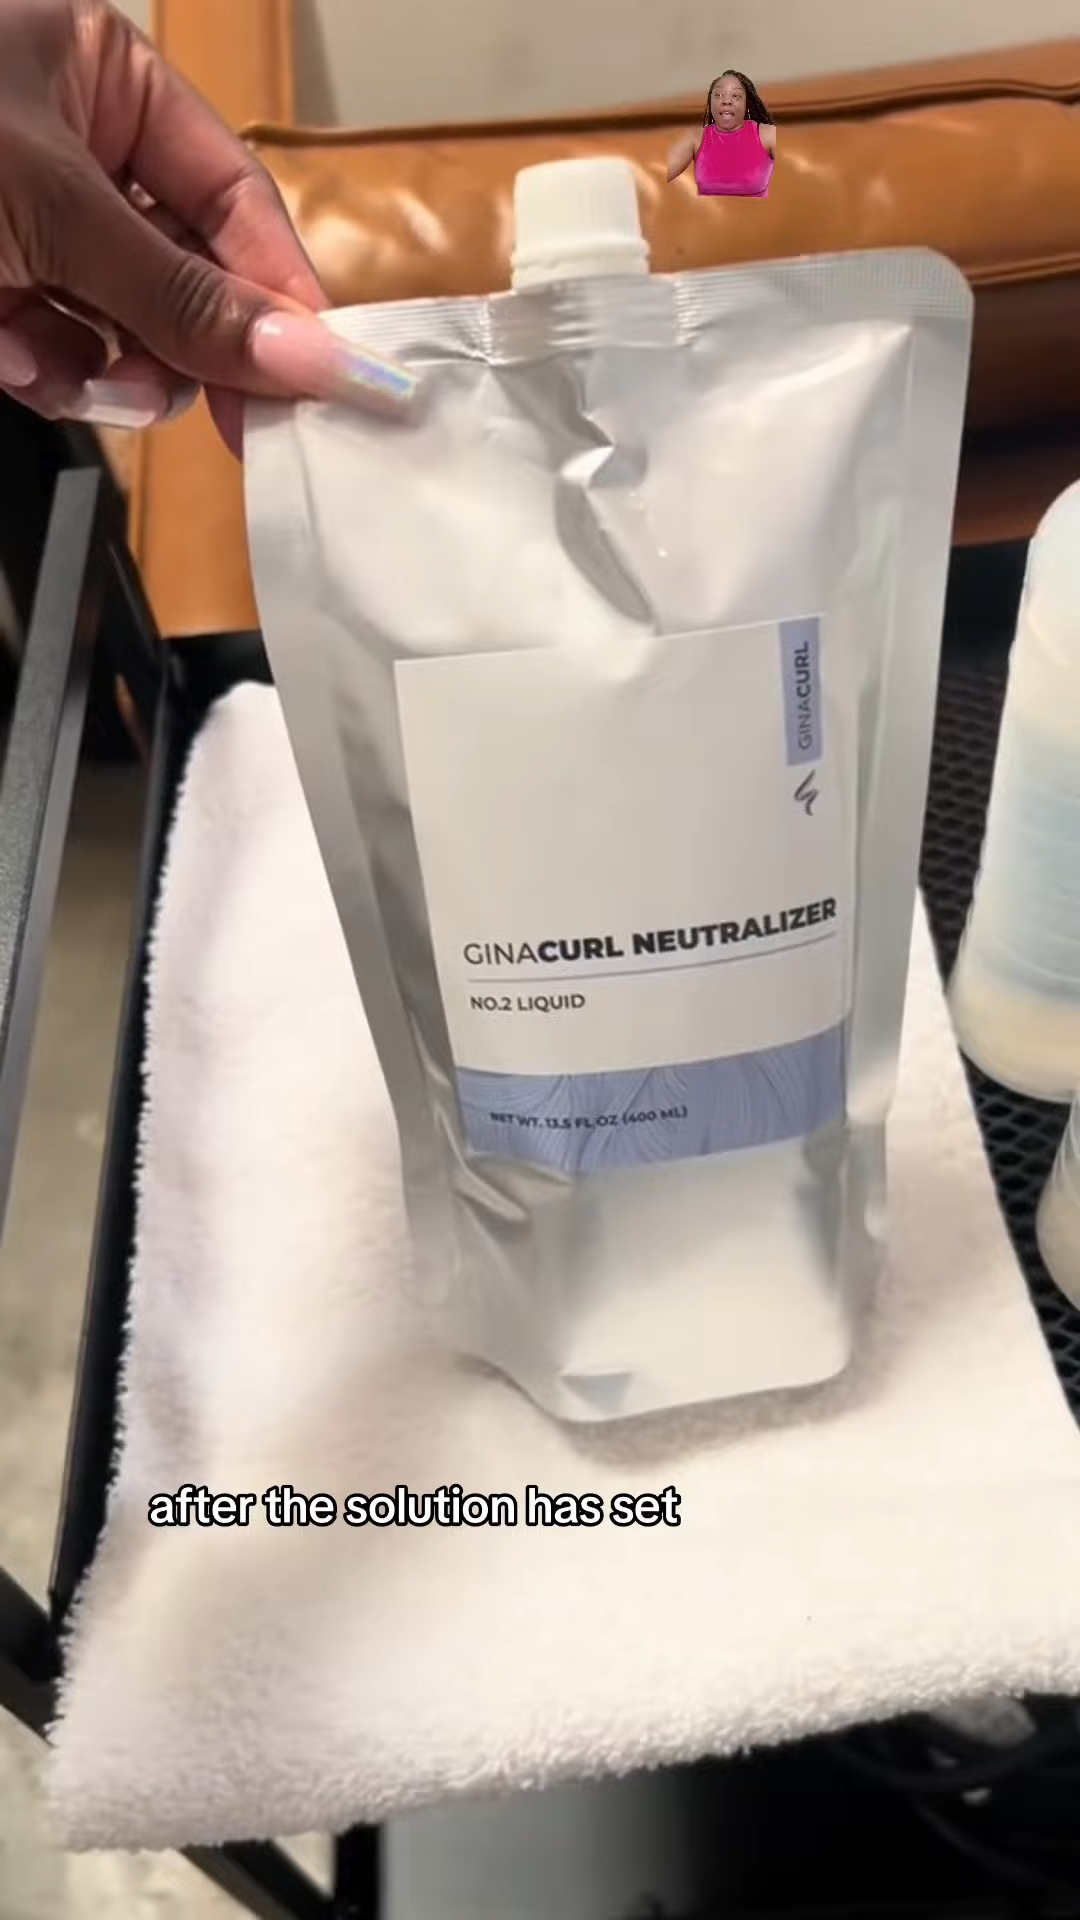 GINACURL
GINACURL NEUTRALIZER
NO.2 LIQUID
NET WT. 13.5 FL OZ (400 ML)
after the solution has set